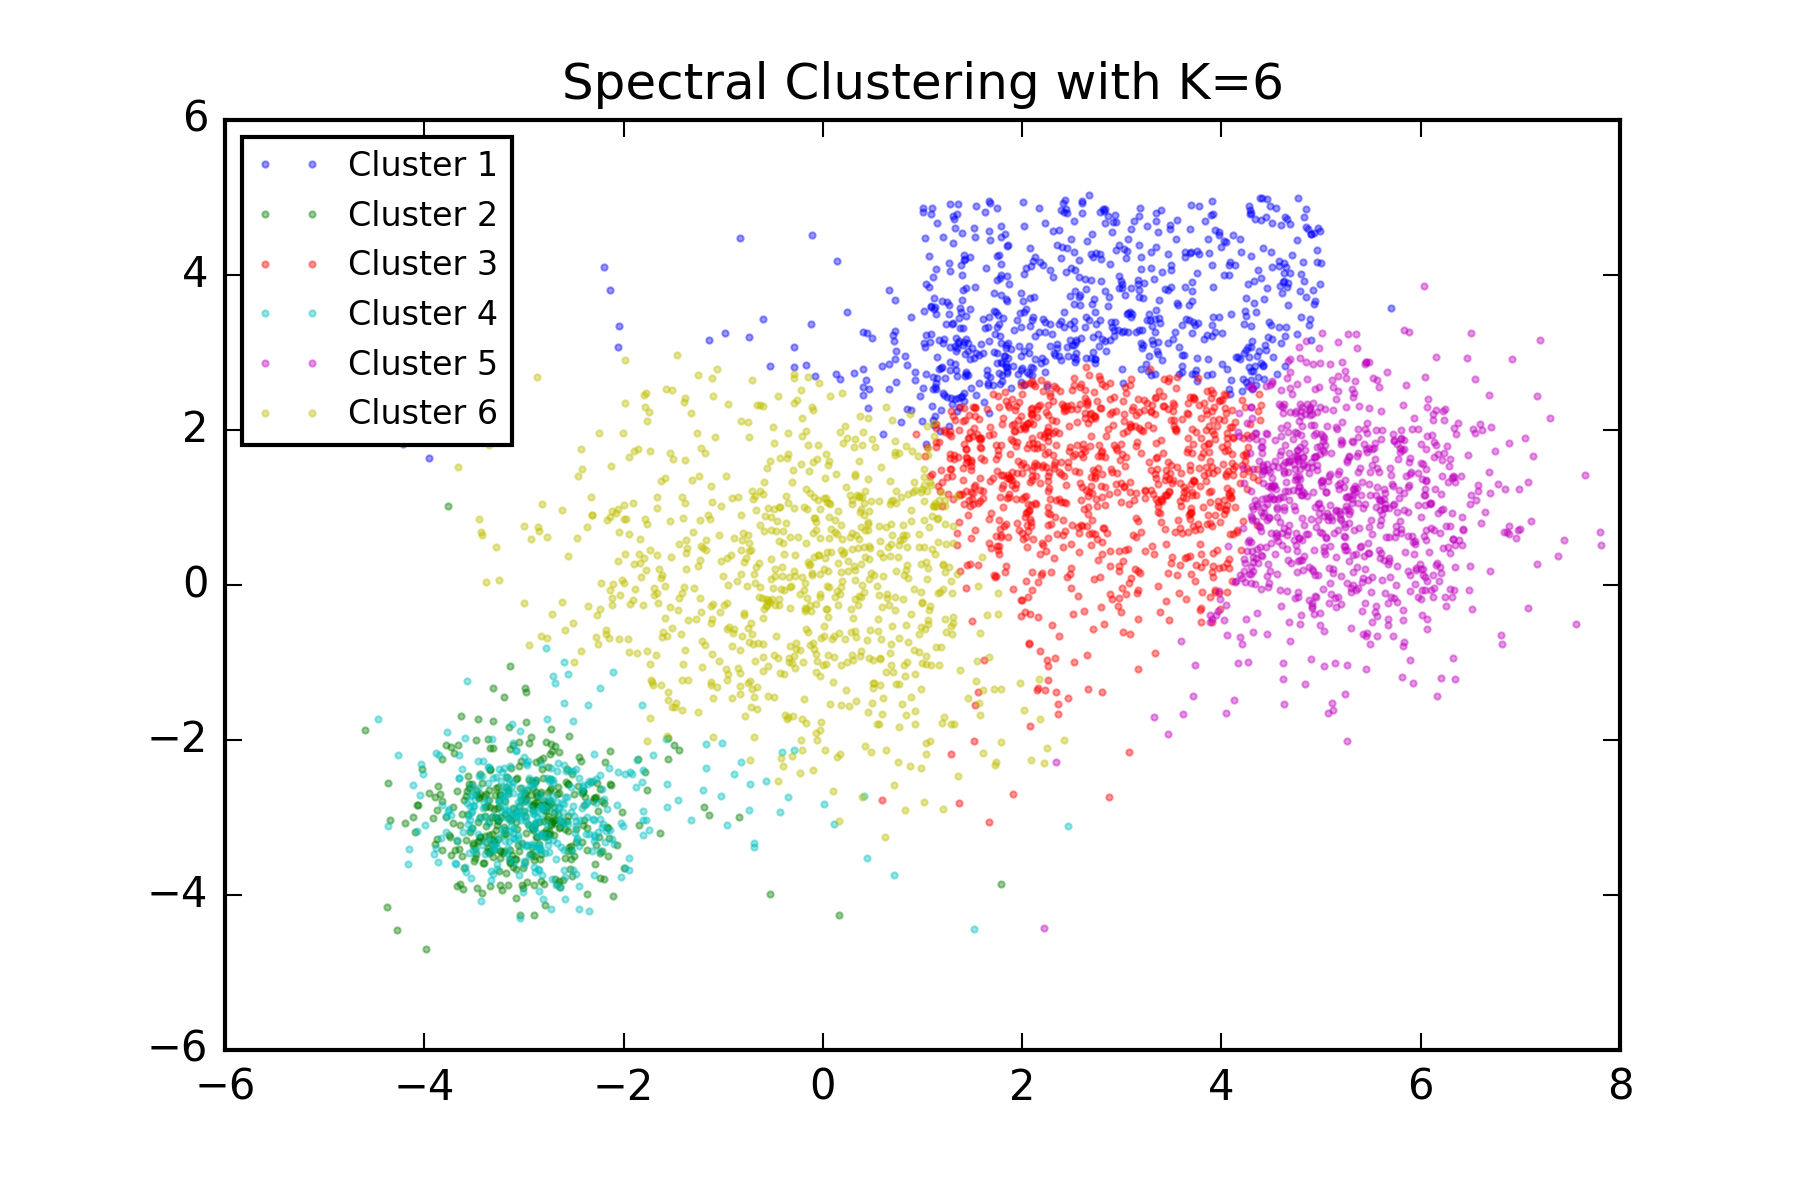 Spectral Clustering with K=6
6
Cluster 1
Cluster 2
Cluster 3
4
Cluster 4
Cluster 5
Cluster 6
2
0
−2
−4
−6
−6 −4 −2 0 2 4 6 8